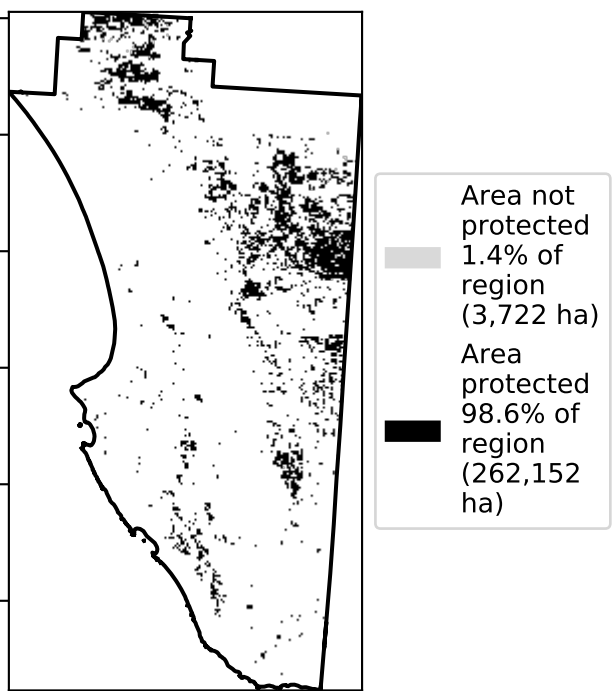 Area not
protected
1.4% of
region
(3,722 ha)
Area
protected
98.6% of
region
(262,152
ha)